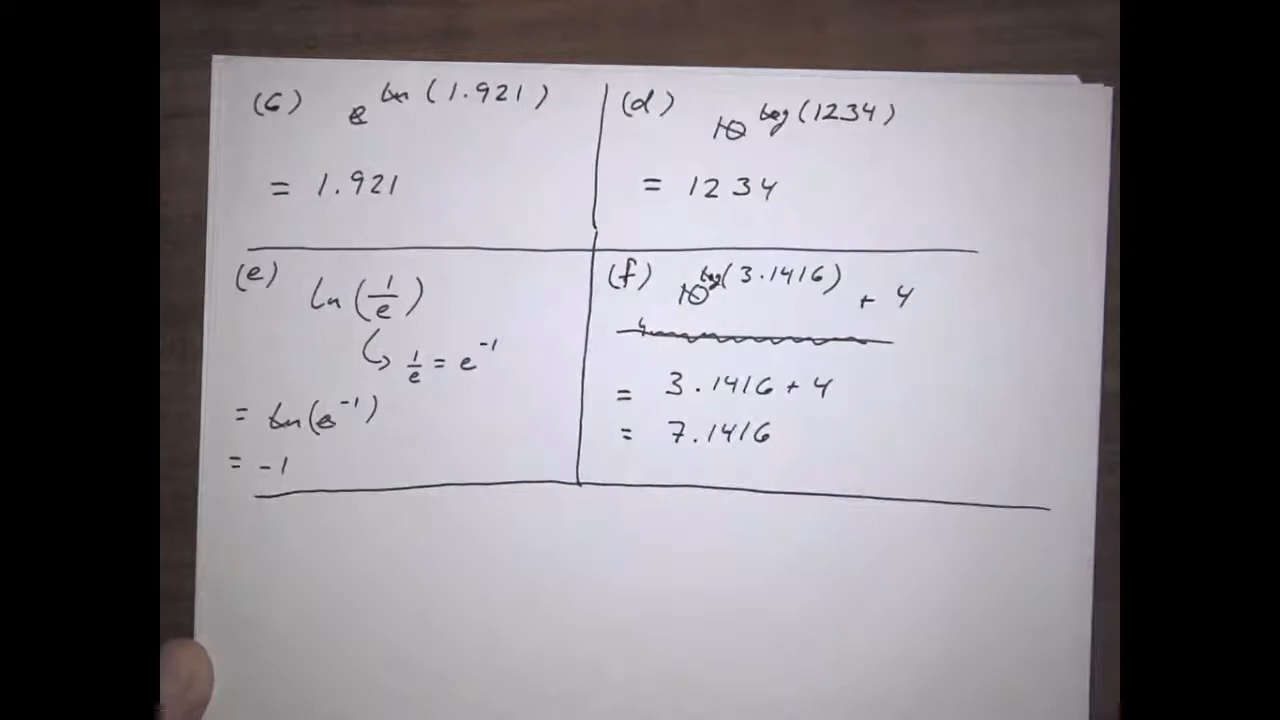 (c) e^ln(1.921)
= 1.921
(d) 10^log(1234)
= 1234
(e) ln(1/e)
↳ 1/e = e^-1
= ln(e^-1)
= -1
(f) 10^log(3.1416) + 4
= 3.1416 + 4
= 7.1416